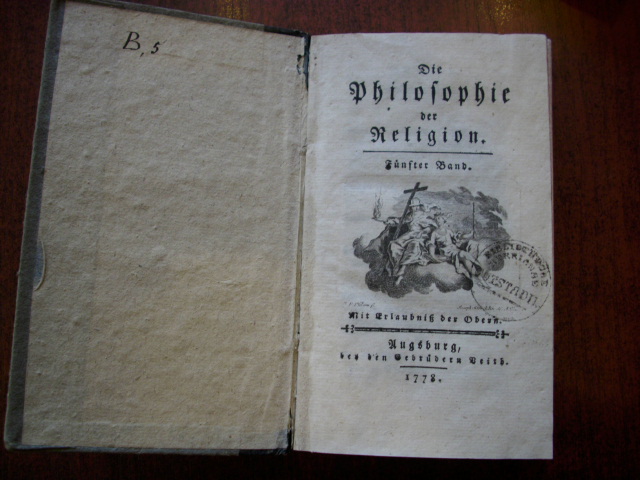 B, 5
Die
Philosophie
der
Religion.
Fünfter Band.
Mit Erlaubniß der Obern.
Augsburg,
bey den Gebrüdern Veith.
1778.